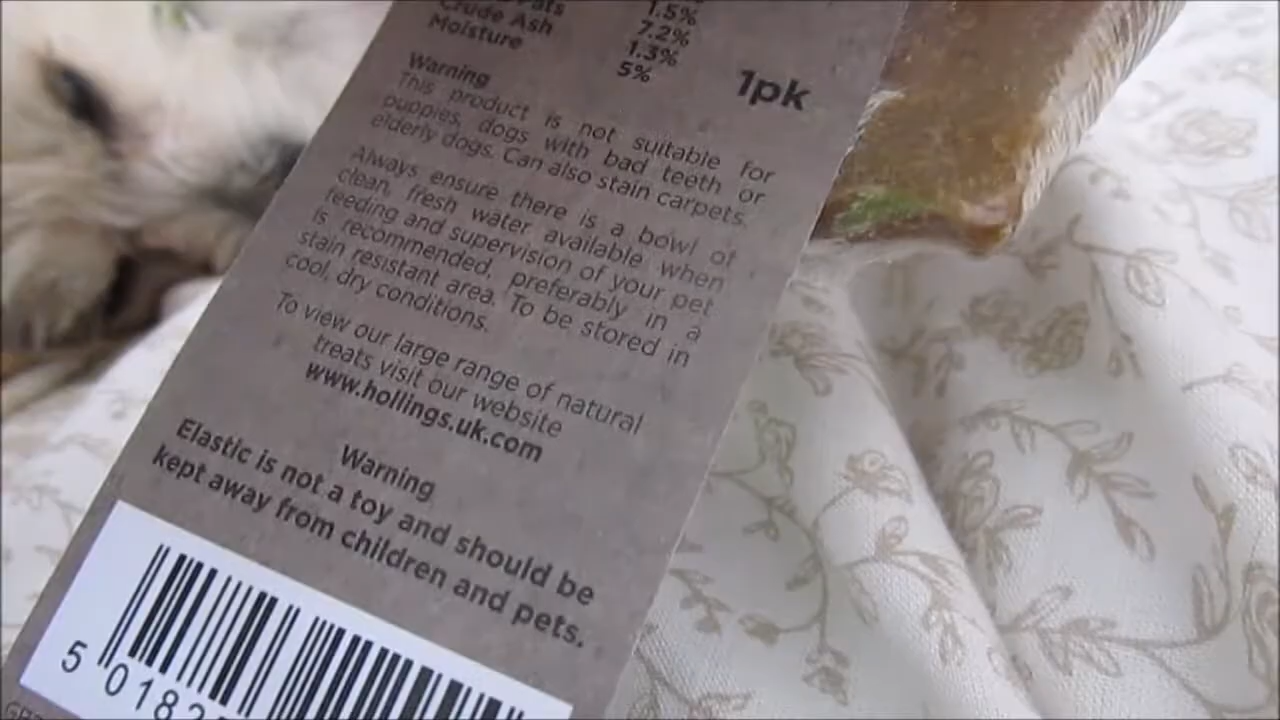 1.5%
Crude Ash 7.2%
Moisture 1.3%
5%
1pk
Warning
This product is not suitable for
puppies, dogs with bad teeth or
elderly dogs. Can also stain carpets.
Always ensure there is a bowl of
clean, fresh water available when
feeding and supervision of your pet
is recommended, preferably in a
stain resistant area. To be stored in
cool, dry conditions.
To view our large range of natural
treats visit our website
www.hollings.uk.com
Warning
Elastic is not a toy and should be
kept away from children and pets.
5 0182